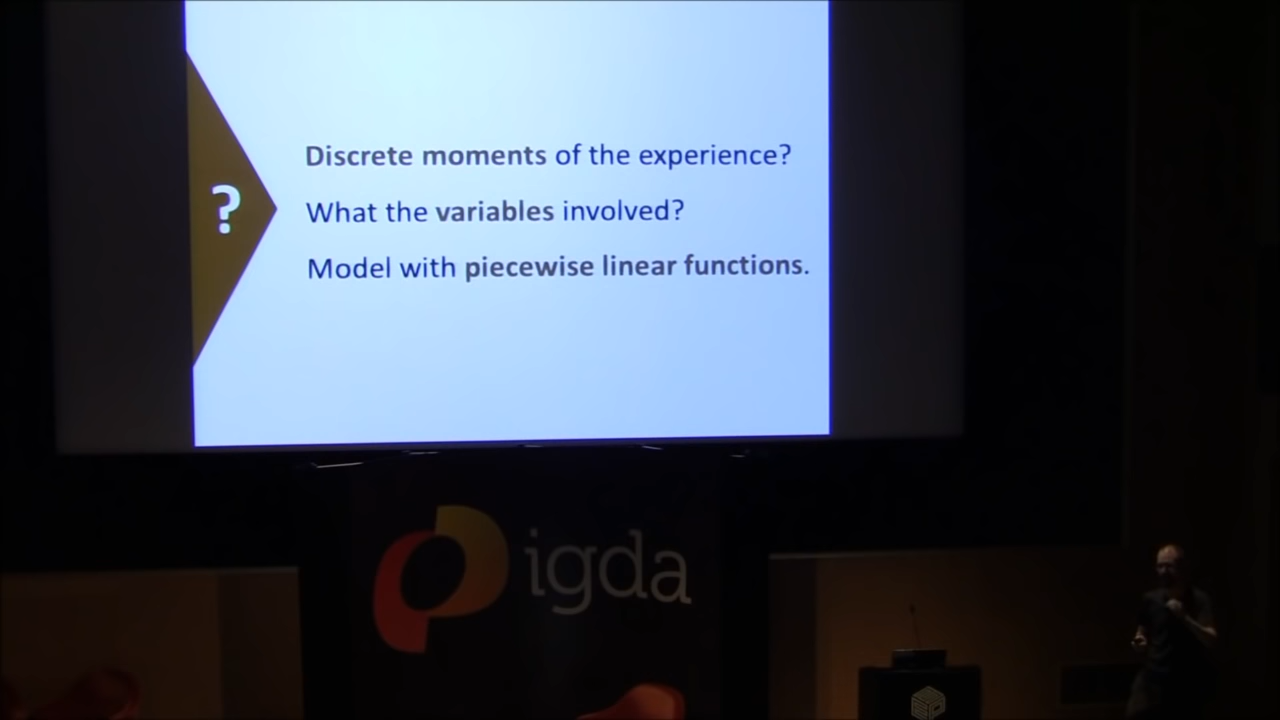 ?
Discrete moments of the experience?
What the variables involved?
Model with piecewise linear functions.
igda